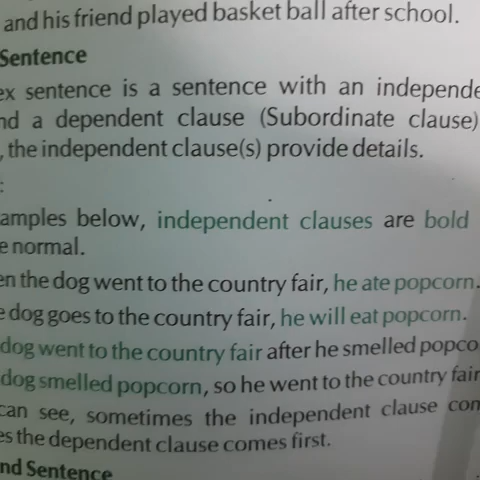 and his friend played basket ball after school.
Sentence
ex sentence is a sentence with an independe
nd a dependent clause (Subordinate clause)
, the independent clause(s) provide details.
:
amples below, independent clauses are bold
e normal.
en the dog went to the country fair, he ate popcorn.
e dog goes to the country fair, he will eat popcorn.
dog went to the country fair after he smelled popco
dog smelled popcorn, so he went to the country fair
can see, sometimes the independent clause com
es the dependent clause comes first.
nd Sentence